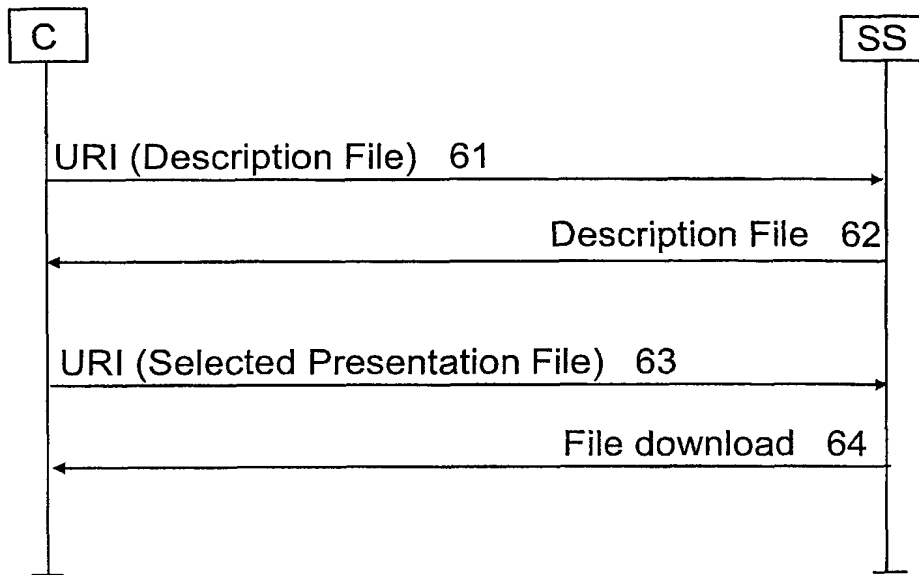 C
SS
URI (Description File) 61
Description File 62
URI (Selected Presentation File) 63
File download 64